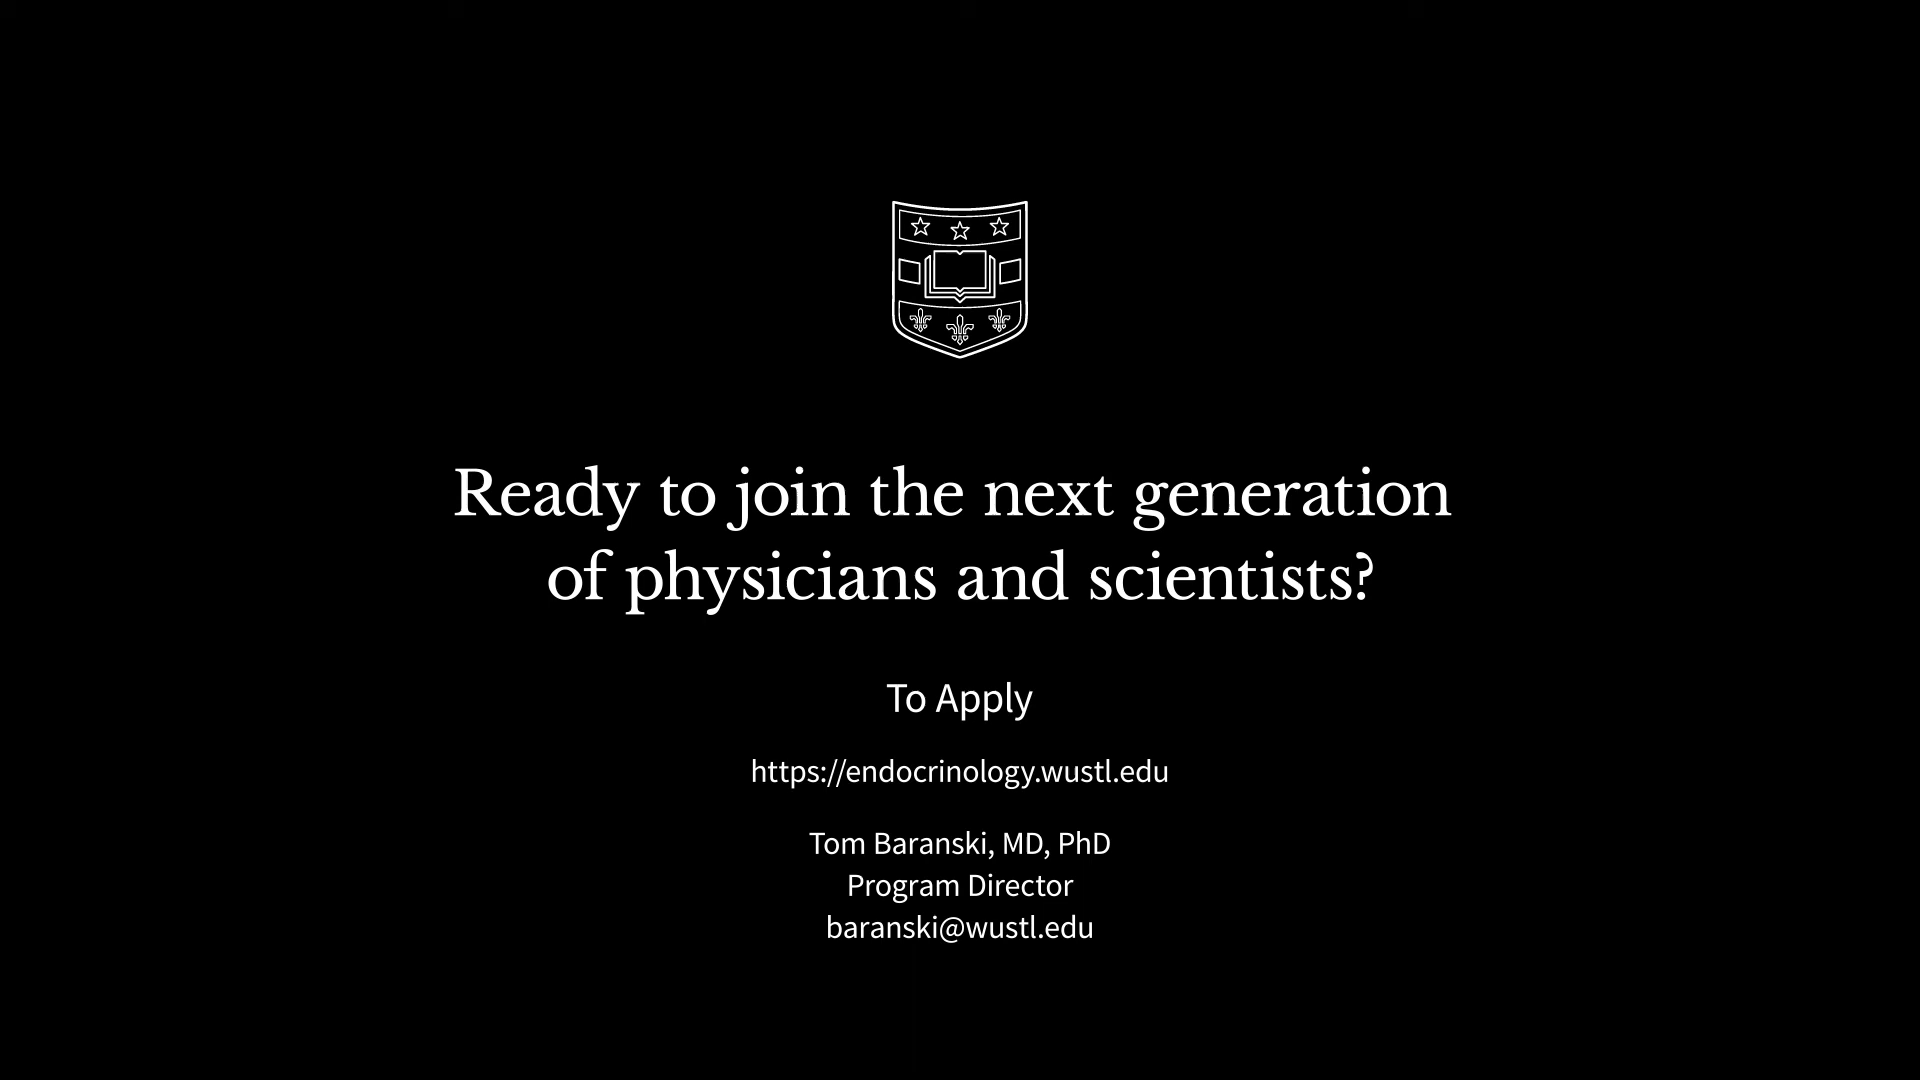 Ready to join the next generation
of physicians and scientists?
To Apply
https://endocrinology.wustl.edu
Tom Baranski, MD, PhD
Program Director
baranski@wustl.edu